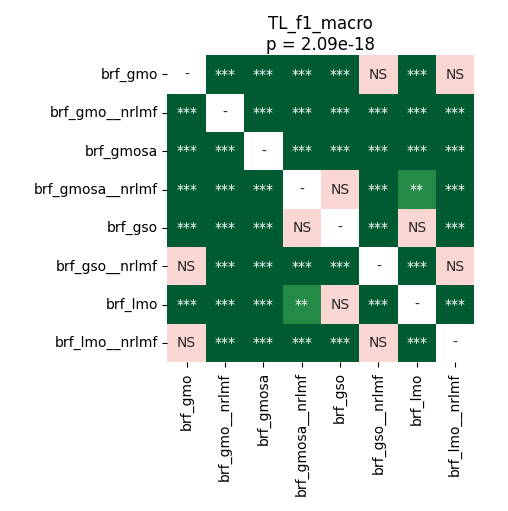 TL_f1_macro
p = 2.09e-18
brf_gmo - *** *** *** *** NS *** NS
brf_gmo__nrlmf *** - *** *** *** *** *** ***
brf_gmosa *** *** - *** *** *** *** ***
brf_gmosa__nrlmf *** *** *** - NS *** ** ***
brf_gso *** *** *** NS - *** NS ***
brf_gso__nrlmf NS *** *** *** *** - *** NS
brf_lmo *** *** *** ** NS *** - ***
brf_lmo__nrlmf NS *** *** *** *** NS *** -
brf_gmo
brf_gmo__nrlmf
brf_gmosa
brf_gmosa__nrlmf
brf_gso
brf_gso__nrlmf
brf_lmo
brf_lmo__nrlmf